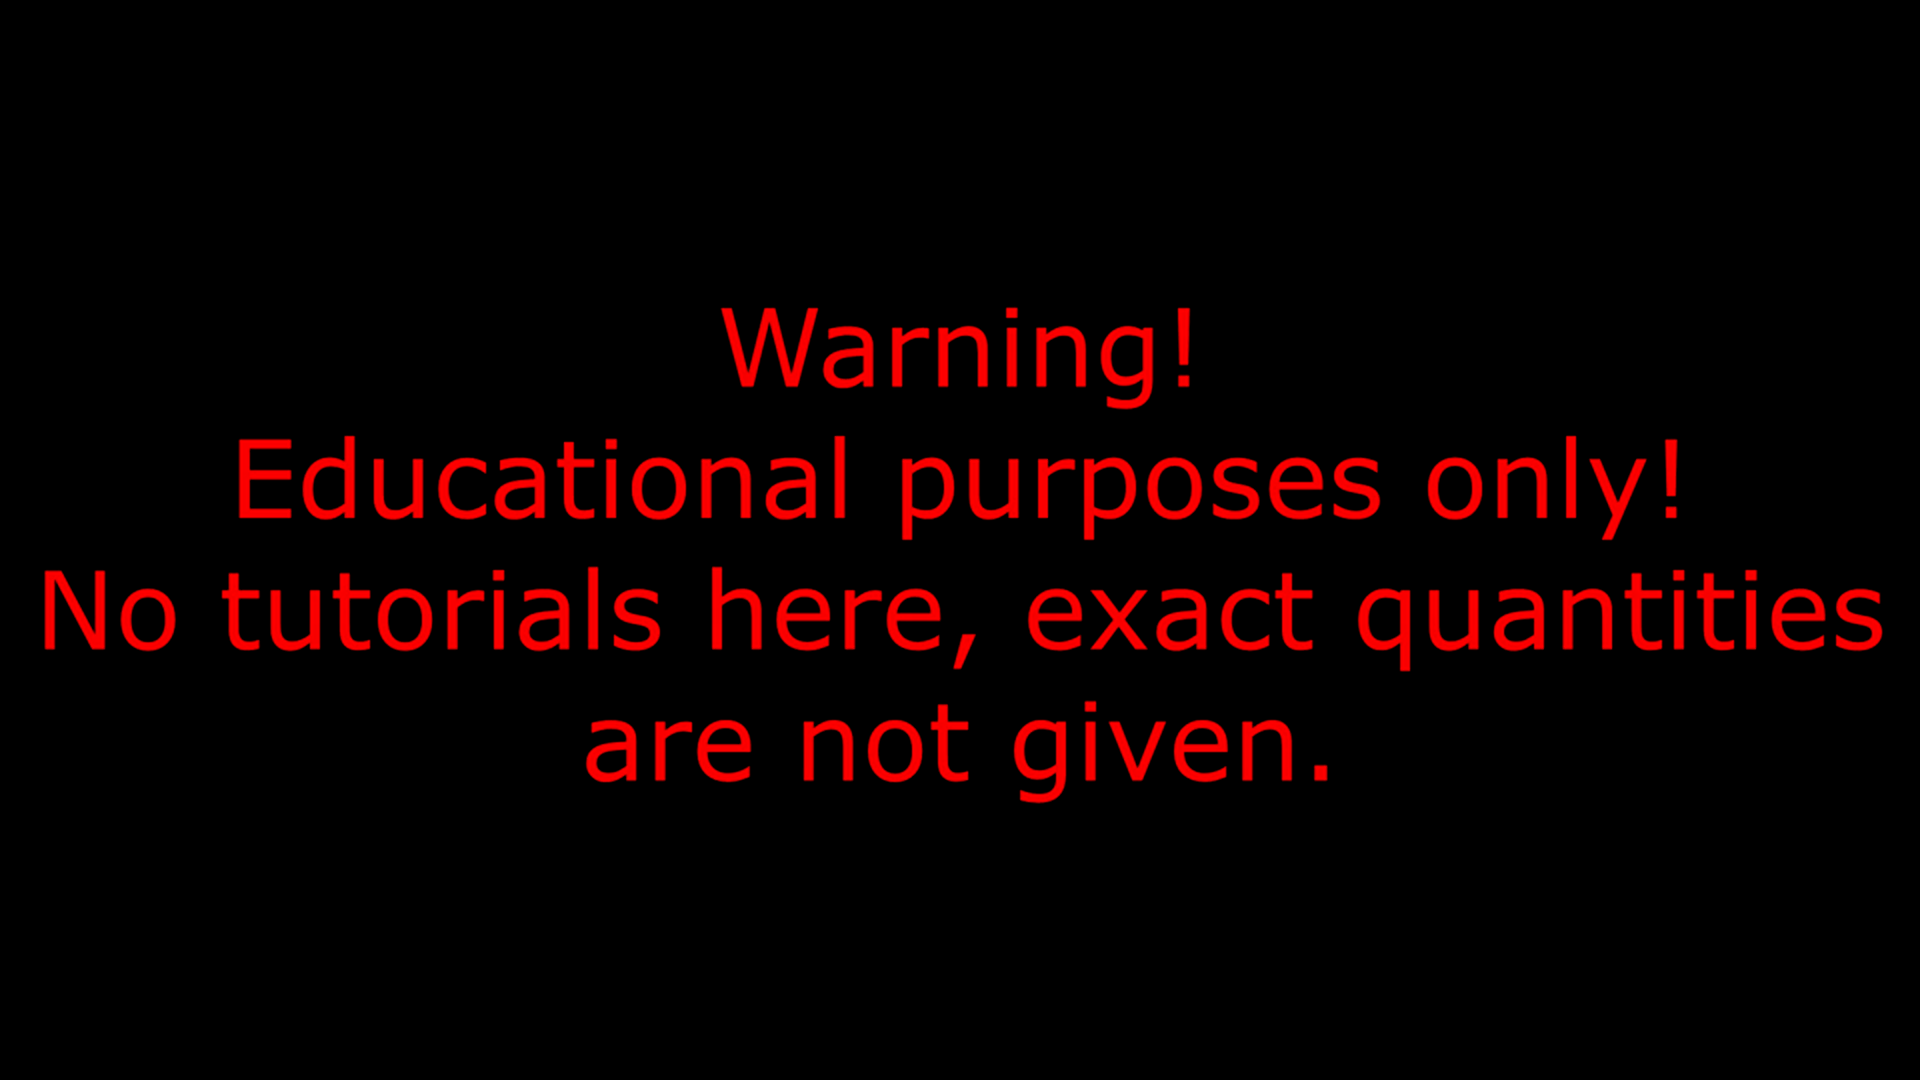 Warning!
Educational purposes only!
No tutorials here, exact quantities
are not given.